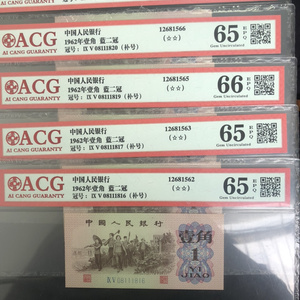 ACG
AI CANG GUARANTY
中国人民银行
1962年壹角 蓝二冠
冠号: IX V 08111820 (补号)
12681566
(☆☆)
65 EPQ
Gem Uncirculated
ACG
AI CANG GUARANTY
中国人民银行
1962年壹角 蓝二冠
冠号: IX V 08111819 (补号)
12681565
(☆☆)
66 EPQ
Gem Uncirculated
ACG
AI CANG GUARANTY
中国人民银行
1962年壹角 蓝二冠
冠号: IX V 08111817 (补号)
12681563
(☆☆)
65 EPQ
Gem Uncirculated
ACG
AI CANG GUARANTY
中国人民银行
1962年壹角 蓝二冠
冠号: IX V 08111816 (补号)
12681562
(☆☆)
65 EPQ
Gem Uncirculated
中国人民银行
壹角
1
YI JIAO
IX V 08111816